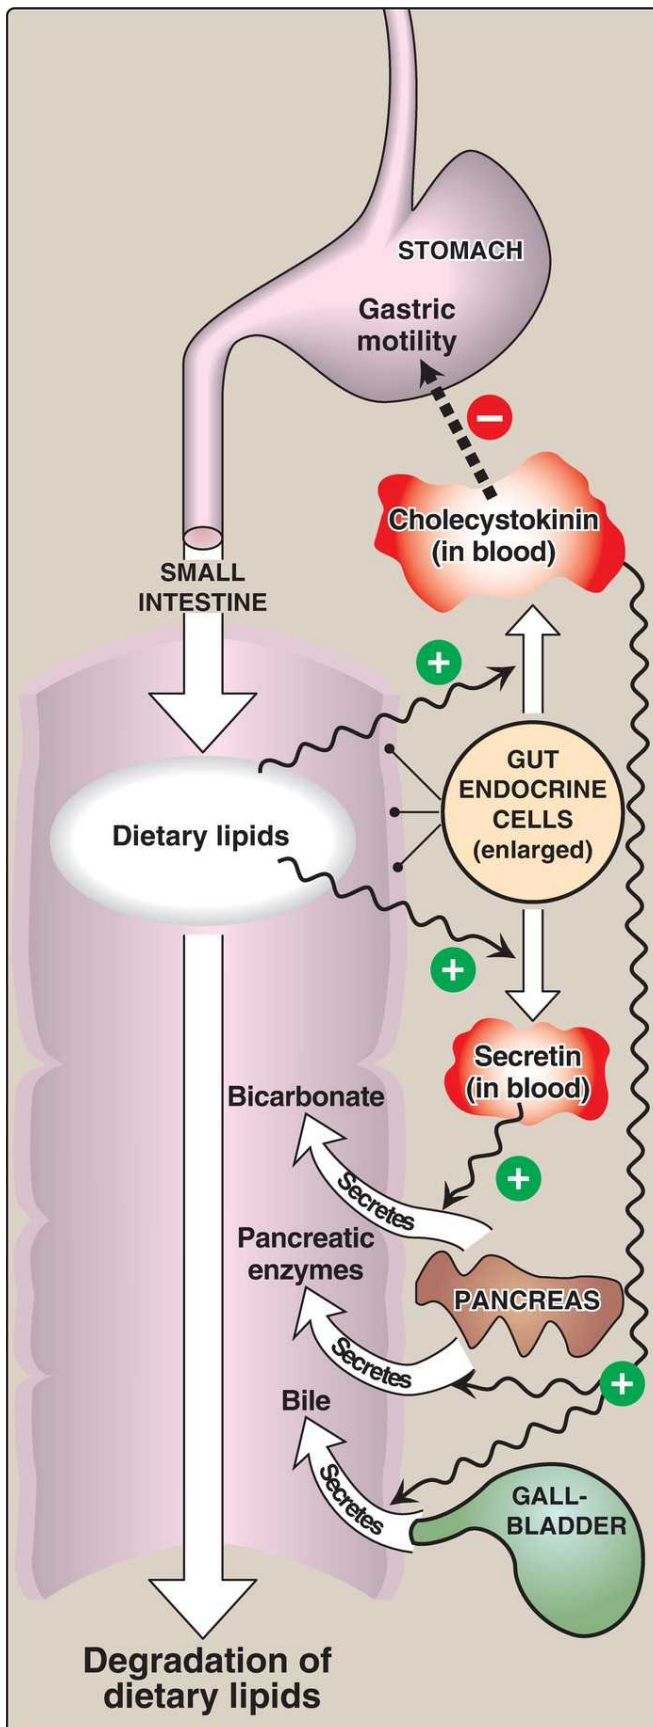 STOMACH
Gastric
motility
−
Cholecystokinin
(in blood)
SMALL
INTESTINE
+
GUT
ENDOCRINE
CELLS
(enlarged)
Dietary lipids
+
Secretin
(in blood)
Bicarbonate
+
Secretes
Pancreatic
enzymes
PANCREAS
Secretes
+
Bile
Secretes
GALL-
BLADDER
Degradation of
dietary lipids